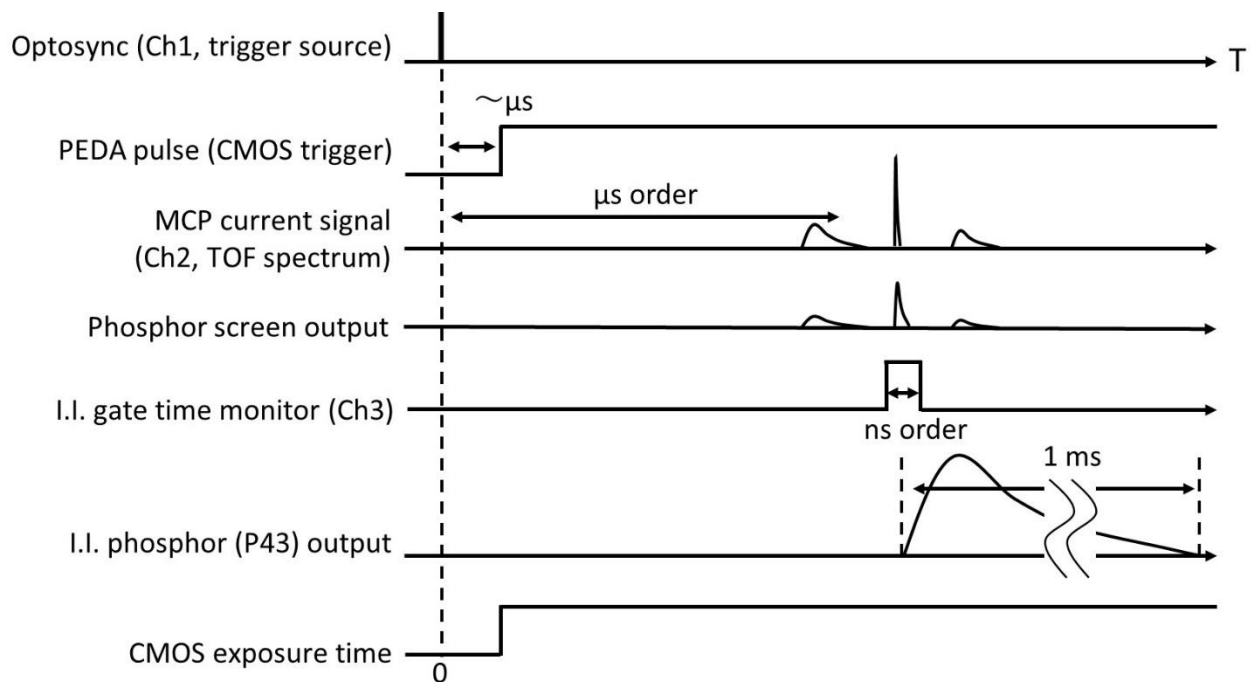 Optosync (Ch1, trigger source)
T
～μs
PEDA pulse (CMOS trigger)
μs order
MCP current signal
(Ch2, TOF spectrum)
Phosphor screen output
I.I. gate time monitor (Ch3)
ns order
1 ms
I.I. phosphor (P43) output
CMOS exposure time
0